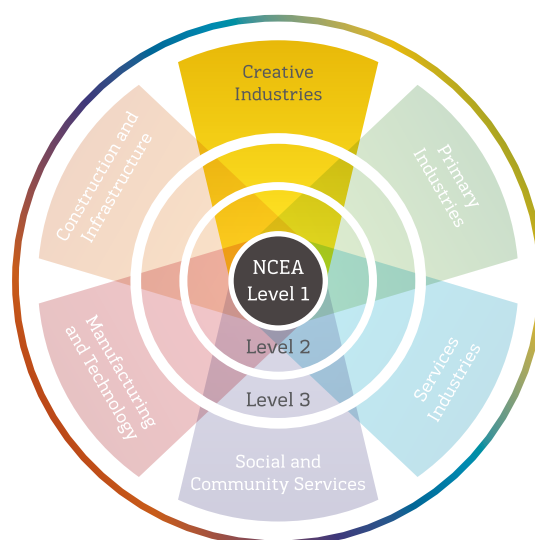 Creative
Industries
Construction and
Infrastructure
Primary
Industries
NCEA
Level 1
Level 2
Level 3
Manufacturing
and Technology
Services
Industries
Social and
Community Services